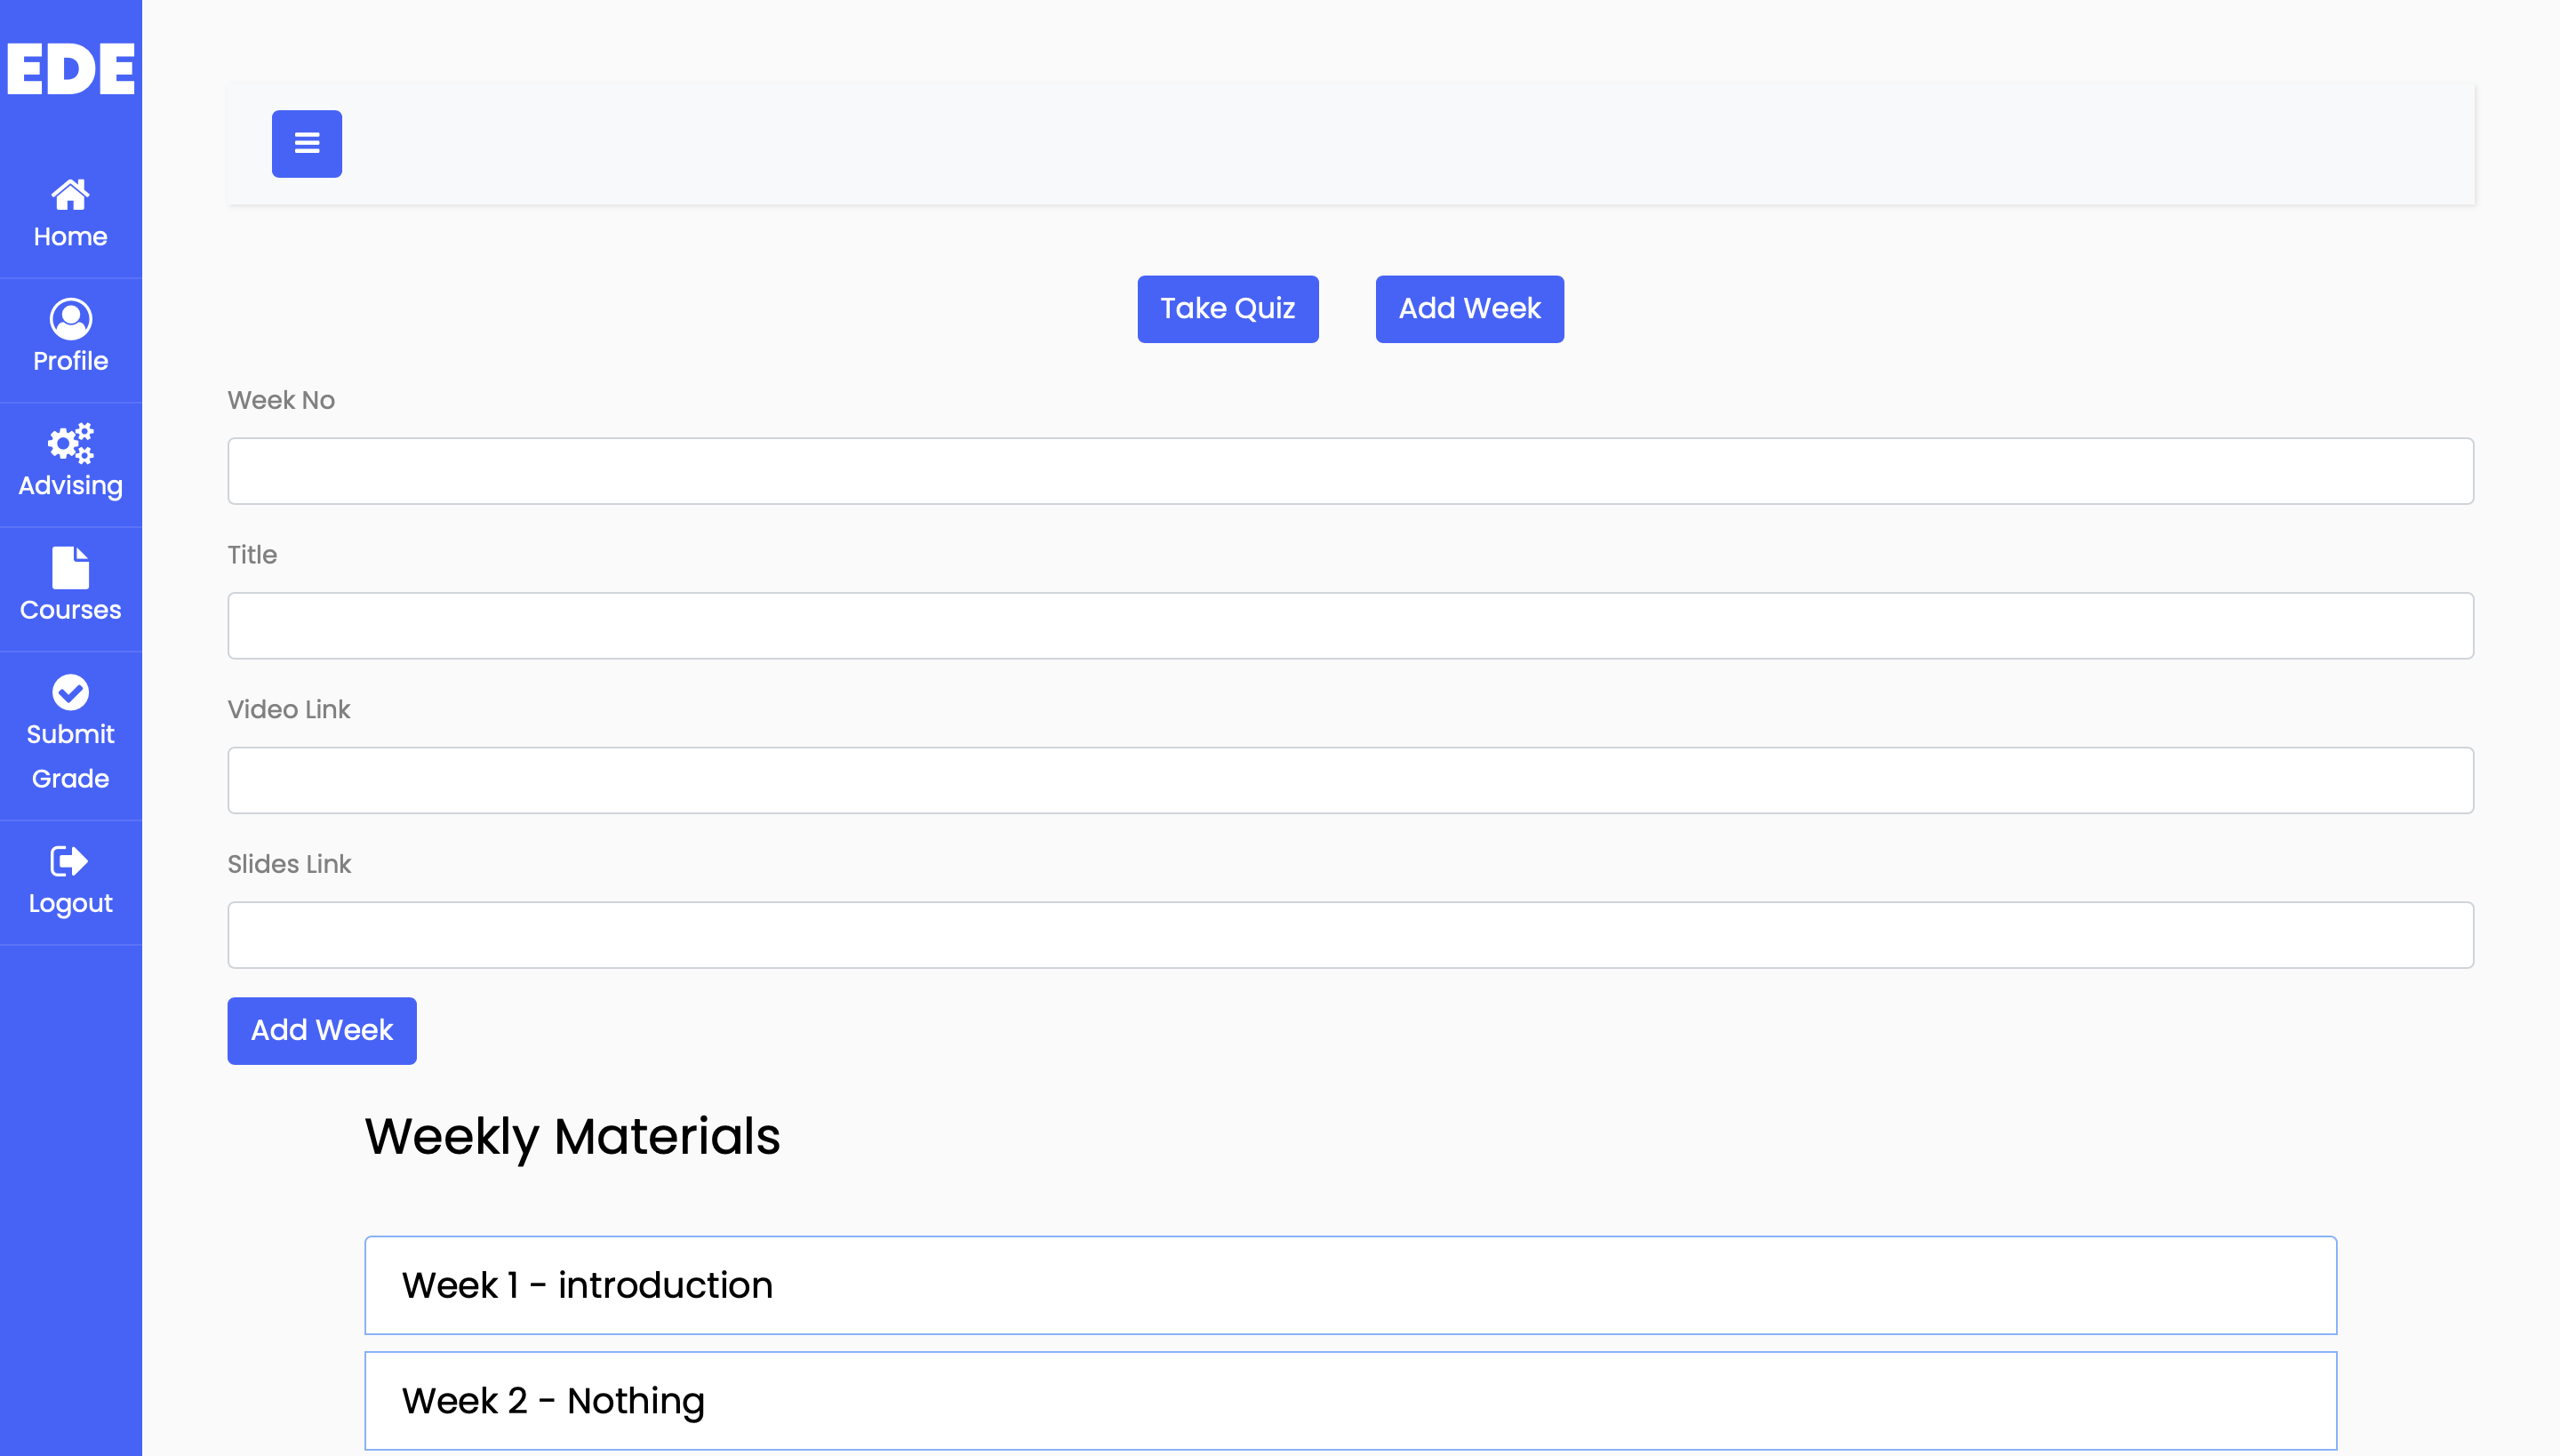 EDE
Home
Profile
Advising
Courses
Submit
Grade
Logout
Take Quiz
Add Week
Week No
Title
Video Link
Slides Link
Add Week
Weekly Materials
Week 1 - introduction
Week 2 - Nothing